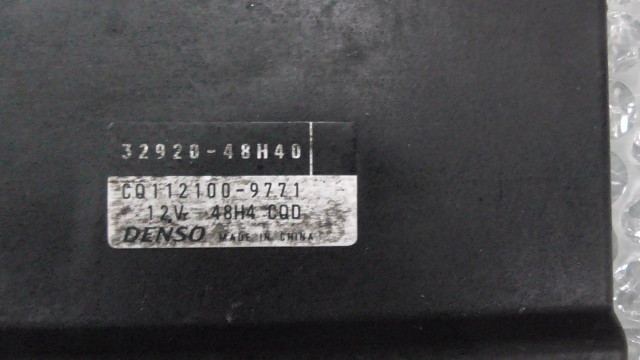 32920-48H40
CQ112100-9771
12V 48H4 CQD
DENSO MADE IN CHINA